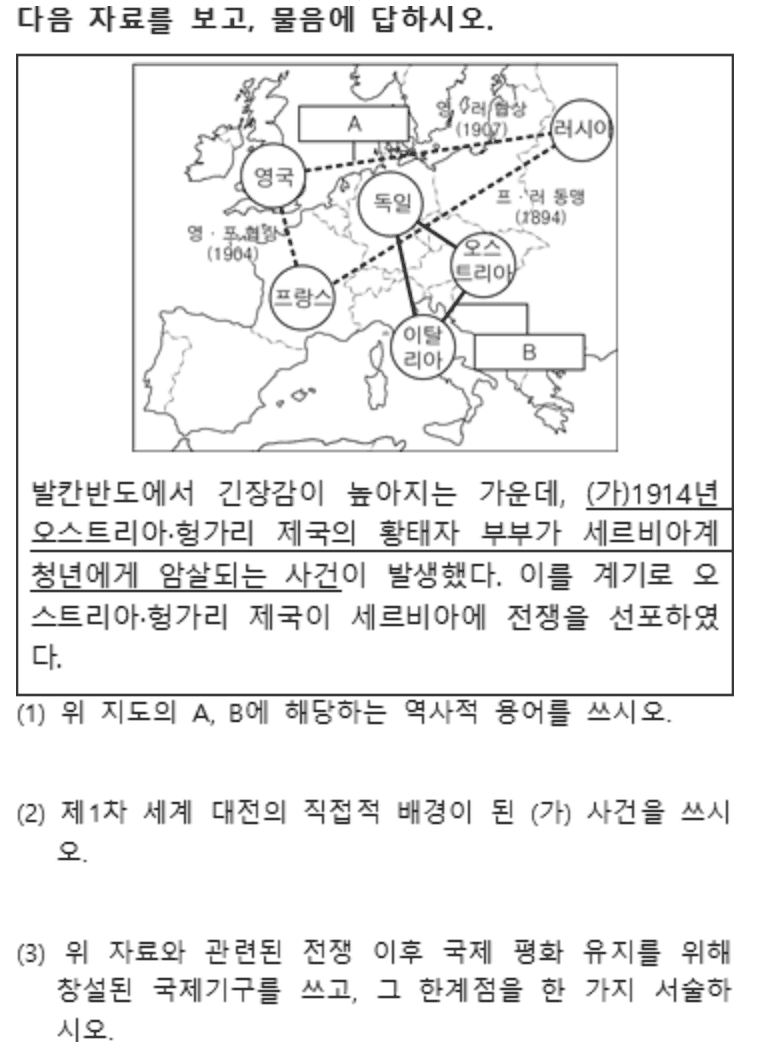 다음 자료를 보고, 물음에 답하시오.
A
영·러 협상
(1907)
러시아
영국
독일
프·러 동맹
(1894)
영·프 협상
(1904)
오스
트리아
프랑스
이탈
리아
B
발칸반도에서 긴장감이 높아지는 가운데, (가)1914년
오스트리아·헝가리 제국의 황태자 부부가 세르비아계
청년에게 암살되는 사건이 발생했다. 이를 계기로 오
스트리아·헝가리 제국이 세르비아에 전쟁을 선포하였
다.
(1) 위 지도의 A, B에 해당하는 역사적 용어를 쓰시오.
(2) 제1차 세계 대전의 직접적 배경이 된 (가) 사건을 쓰시
오.
(3) 위 자료와 관련된 전쟁 이후 국제 평화 유지를 위해
창설된 국제기구를 쓰고, 그 한계점을 한 가지 서술하
시오.